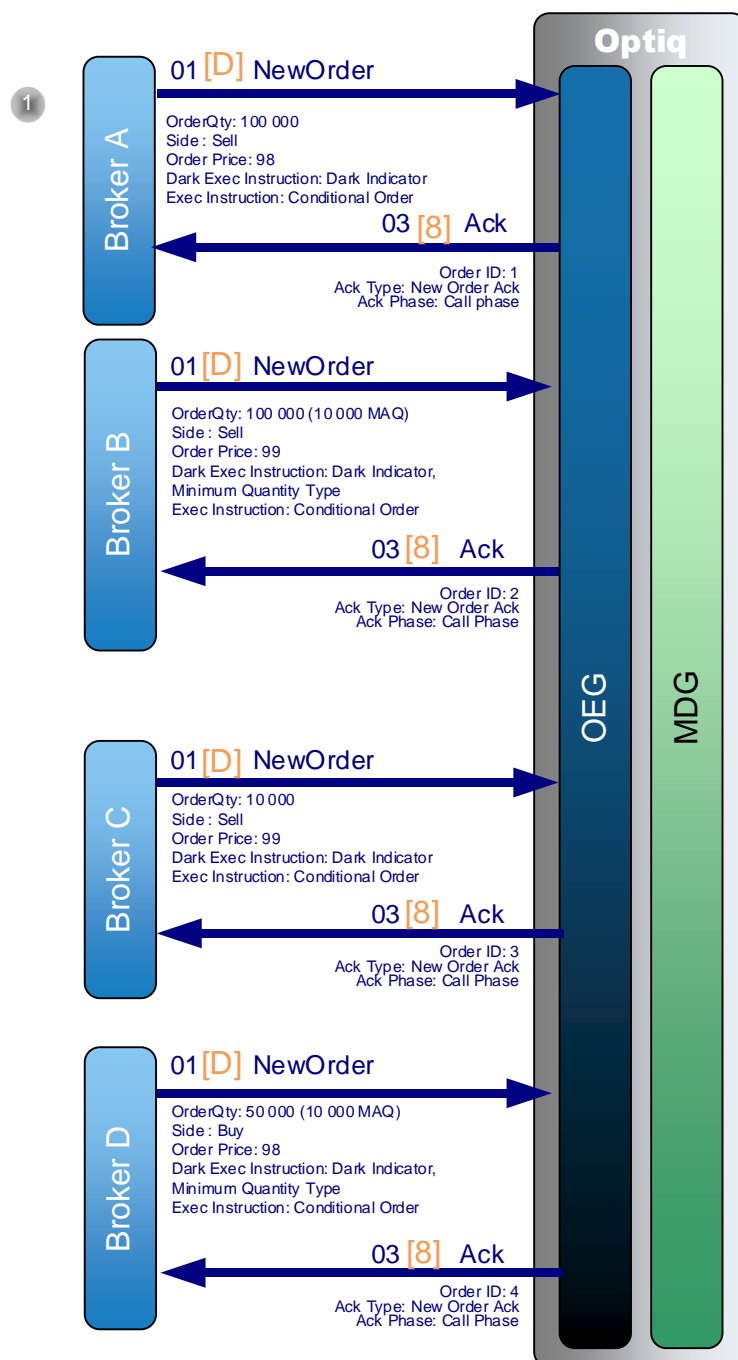 Optiq
1
Broker A
01 [D] NewOrder
OrderQty: 100 000
Side : Sell
Order Price: 98
Dark Exec Instruction: Dark Indicator
Exec Instruction: Conditional Order
03 [8] Ack
Order ID: 1
Ack Type: New Order Ack
Ack Phase: Call phase
Broker B
01 [D] NewOrder
OrderQty: 100 000 (10 000 MAQ)
Side : Sell
Order Price: 99
Dark Exec Instruction: Dark Indicator,
Minimum Quantity Type
Exec Instruction: Conditional Order
03 [8] Ack
Order ID: 2
Ack Type: New Order Ack
Ack Phase: Call Phase
OEG
MDG
Broker C
01 [D] NewOrder
OrderQty: 10 000
Side : Sell
Order Price: 99
Dark Exec Instruction: Dark Indicator
Exec Instruction: Conditional Order
03 [8] Ack
Order ID: 3
Ack Type: New Order Ack
Ack Phase: Call Phase
Broker D
01 [D] NewOrder
OrderQty: 50 000 (10 000 MAQ)
Side : Buy
Order Price: 98
Dark Exec Instruction: Dark Indicator,
Minimum Quantity Type
Exec Instruction: Conditional Order
03 [8] Ack
Order ID: 4
Ack Type: New Order Ack
Ack Phase: Call Phase